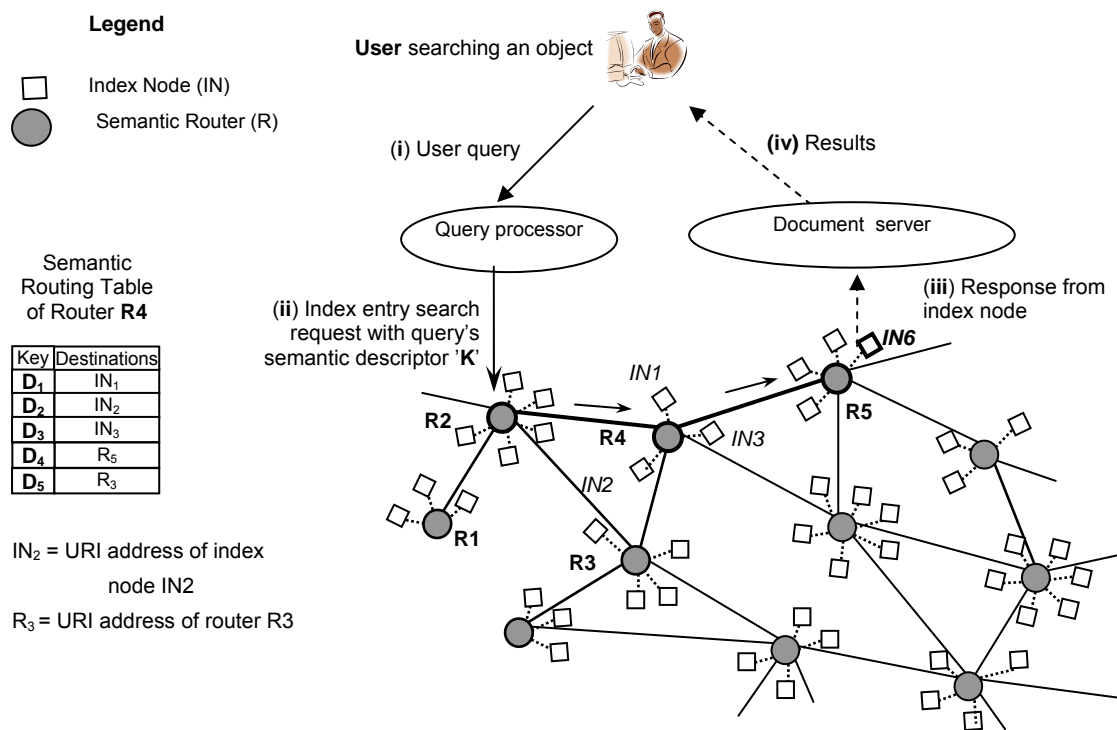 Legend
User searching an object
Index Node (IN)
Semantic Router (R)
(i) User query
(iv) Results
Query processor
Document server
Semantic
Routing Table
of Router R4
(ii) Index entry search
request with query's
semantic descriptor 'K'
(iii) Response from
index node
Key Destinations
D1 IN1
D2 IN2
D3 IN3
D4 R5
D5 R3
IN6
IN1
R2
R4
R5
IN3
IN2
R1
R3
IN2 = URI address of index
node IN2
R3 = URI address of router R3